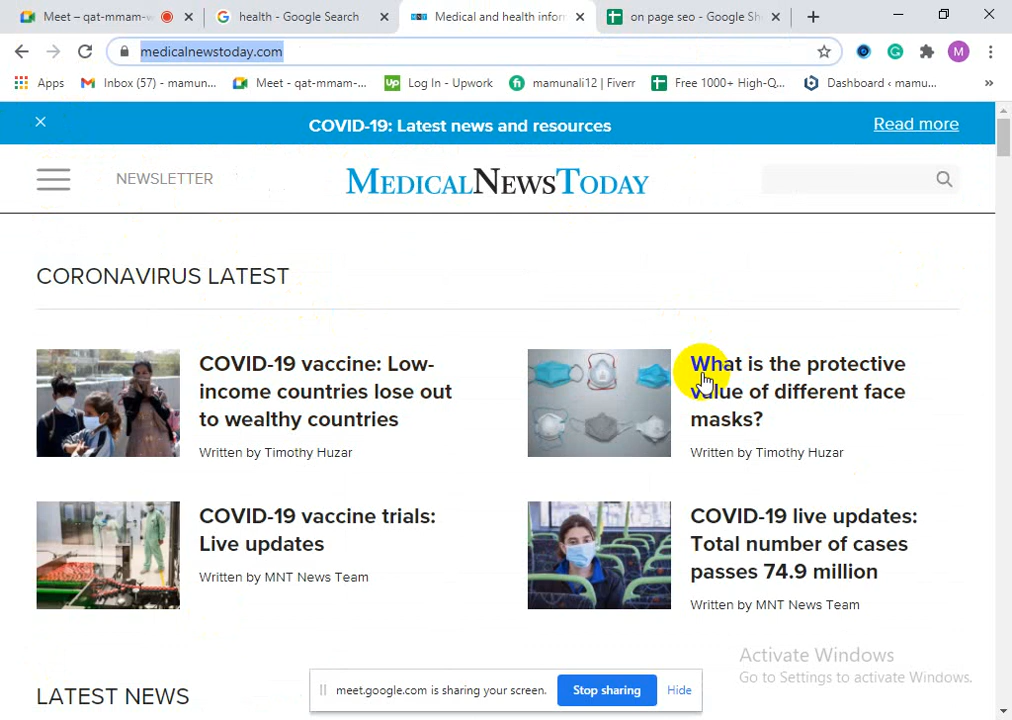 Meet – qat-mmam-w
health - Google Search
Medical and health infor
on page seo - Google Sh
medicalnewstoday.com
M
Apps
Inbox (57) - mamun...
Meet - qat-mmam-...
Up Log In - Upwork
fi mamunali12 | Fiverr
Free 1000+ High-Q...
Dashboard ‹ mamu...
»
COVID-19: Latest news and resources
Read more
NEWSLETTER
MEDICALNEWSTODAY
CORONAVIRUS LATEST
COVID-19 vaccine: Low-
income countries lose out
to wealthy countries
Written by Timothy Huzar
What is the protective
value of different face
masks?
Written by Timothy Huzar
COVID-19 vaccine trials:
Live updates
Written by MNT News Team
COVID-19 live updates:
Total number of cases
passes 74.9 million
Written by MNT News Team
Activate Windows
Go to Settings to activate Windows.
LATEST NEWS
meet.google.com is sharing your screen.
Stop sharing
Hide